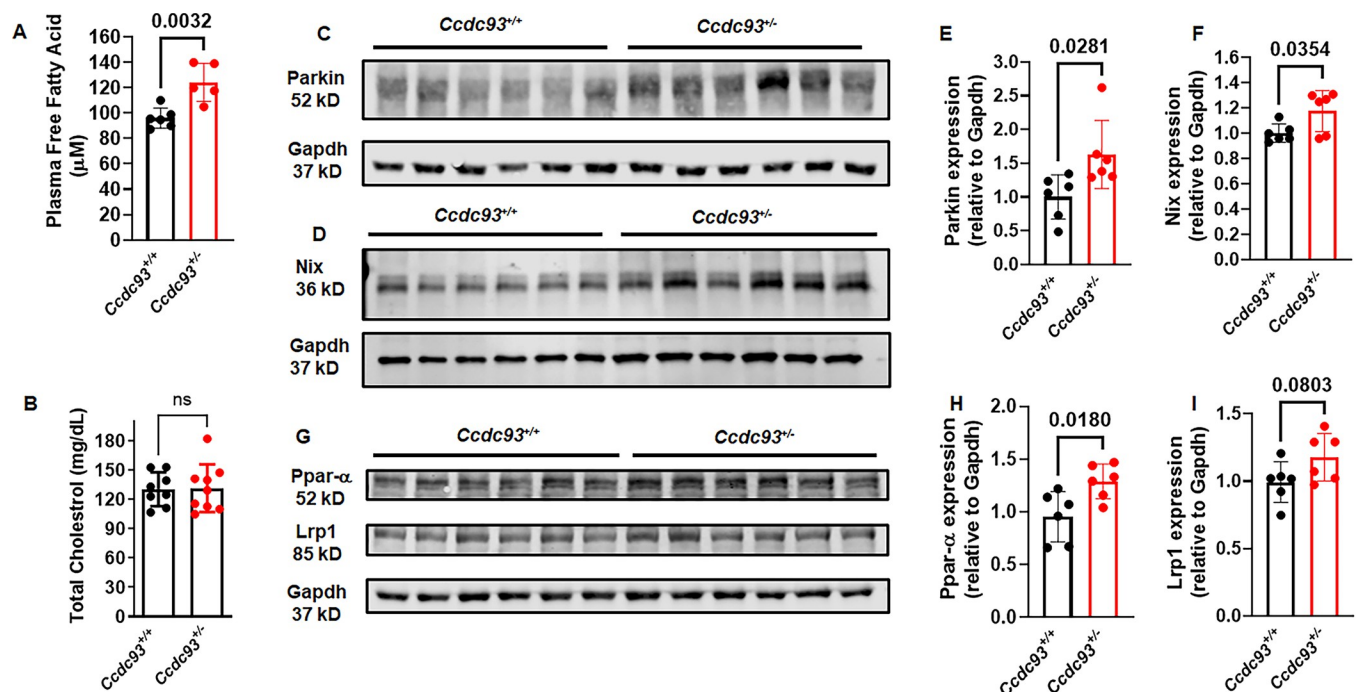 A
0.0032
Plasma Free Fatty Acid
(μM)
160
140
120
100
80
60
40
20
0
Ccdc93+/+
Ccdc93+/-
B
ns
Total Cholestrol (mg/dL)
180
150
120
90
60
30
0
Ccdc93+/+
Ccdc93+/-
C
Ccdc93+/+
Ccdc93+/-
Parkin
52 kD
Gapdh
37 kD
D
Ccdc93+/+
Ccdc93+/-
Nix
36 kD
Gapdh
37 kD
G
Ccdc93+/+
Ccdc93+/-
Ppar-α
52 kD
Lrp1
85 kD
Gapdh
37 kD
E
0.0281
Parkin expression
(relative to Gapdh)
3.0
2.5
2.0
1.5
1.0
0.5
0.0
Ccdc93+/+
Ccdc93+/-
F
0.0354
Nix expression
(relative to Gapdh)
1.6
1.4
1.2
1.0
0.8
0.6
0.4
0.2
0.0
Ccdc93+/+
Ccdc93+/-
H
0.0180
Ppar-α expression
(relative to Gapdh)
2.0
1.5
1.0
0.5
0.0
Ccdc93+/+
Ccdc93+/-
I
0.0803
Lrp1 expression
(relative to Gapdh)
1.5
1.0
0.5
0.0
Ccdc93+/+
Ccdc93+/-